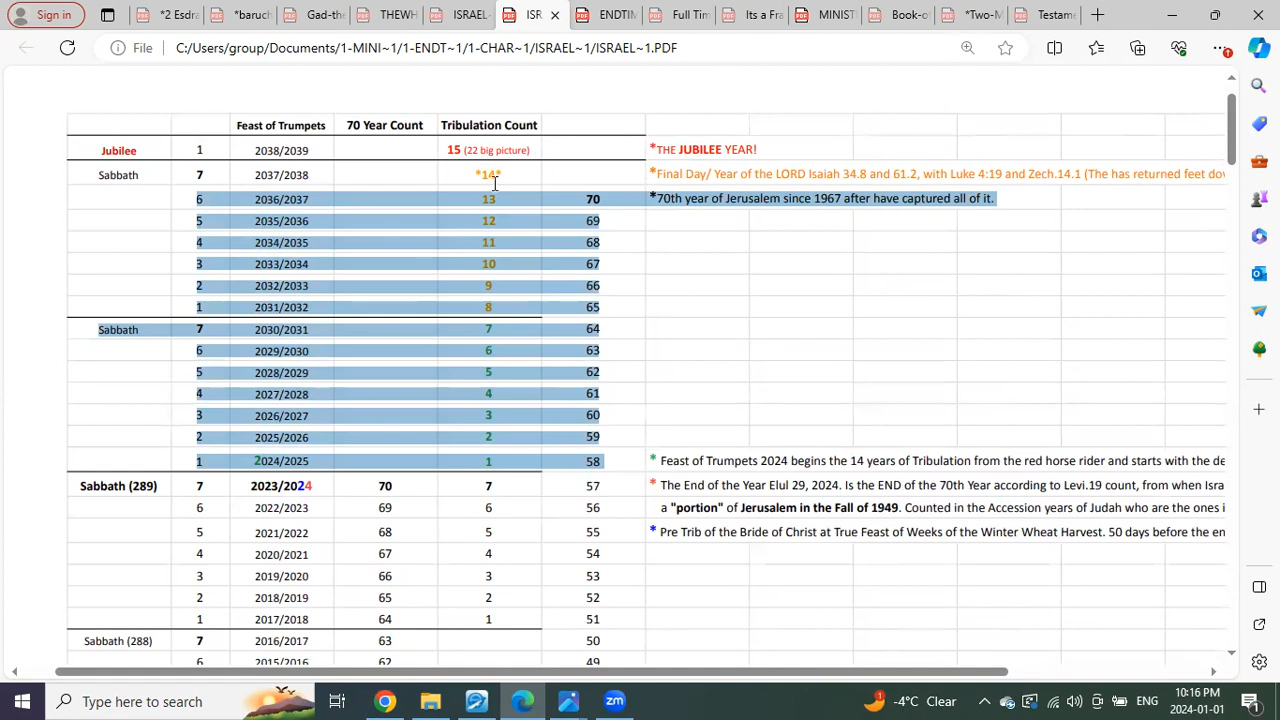 Sign in
*2 Esdra
*baruch
Gad-the
THEWH
ISRAEL-
ISR
ENDTIM
Full Tim
Its a Fra
MINIST
Book-of
*Two-M
Testame
File C:/Users/group/Documents/1-MINI~1/1-ENDT~1/1-CHAR~1/ISRAEL~1/ISRAEL~1.PDF
Feast of Trumpets 70 Year Count Tribulation Count
Jubilee 1 2038/2039 15 (22 big picture) *THE JUBILEE YEAR!
Sabbath 7 2037/2038 *14* *Final Day/ Year of the LORD Isaiah 34.8 and 61.2, with Luke 4:19 and Zech.14.1 (The has returned feet dov
6 2036/2037 13 70 *70th year of Jerusalem since 1967 after have captured all of it.
5 2035/2036 12 69
4 2034/2035 11 68
3 2033/2034 10 67
2 2032/2033 9 66
1 2031/2032 8 65
Sabbath 7 2030/2031 7 64
6 2029/2030 6 63
5 2028/2029 5 62
4 2027/2028 4 61
3 2026/2027 3 60
2 2025/2026 2 59
1 2024/2025 1 58 * Feast of Trumpets 2024 begins the 14 years of Tribulation from the red horse rider and starts with the de
Sabbath (289) 7 2023/2024 70 7 57 * The End of the Year Elul 29, 2024. Is the END of the 70th Year according to Levi.19 count, from when Isra
6 2022/2023 69 6 56 a "portion" of Jerusalem in the Fall of 1949. Counted in the Accession years of Judah who are the ones i
5 2021/2022 68 5 55 * Pre Trib of the Bride of Christ at True Feast of Weeks of the Winter Wheat Harvest. 50 days before the en
4 2020/2021 67 4 54
3 2019/2020 66 3 53
2 2018/2019 65 2 52
1 2017/2018 64 1 51
Sabbath (288) 7 2016/2017 63 50
6 2015/2016 62 49
Type here to search
zm
-4°C Clear
ENG
10:16 PM
2024-01-01
1